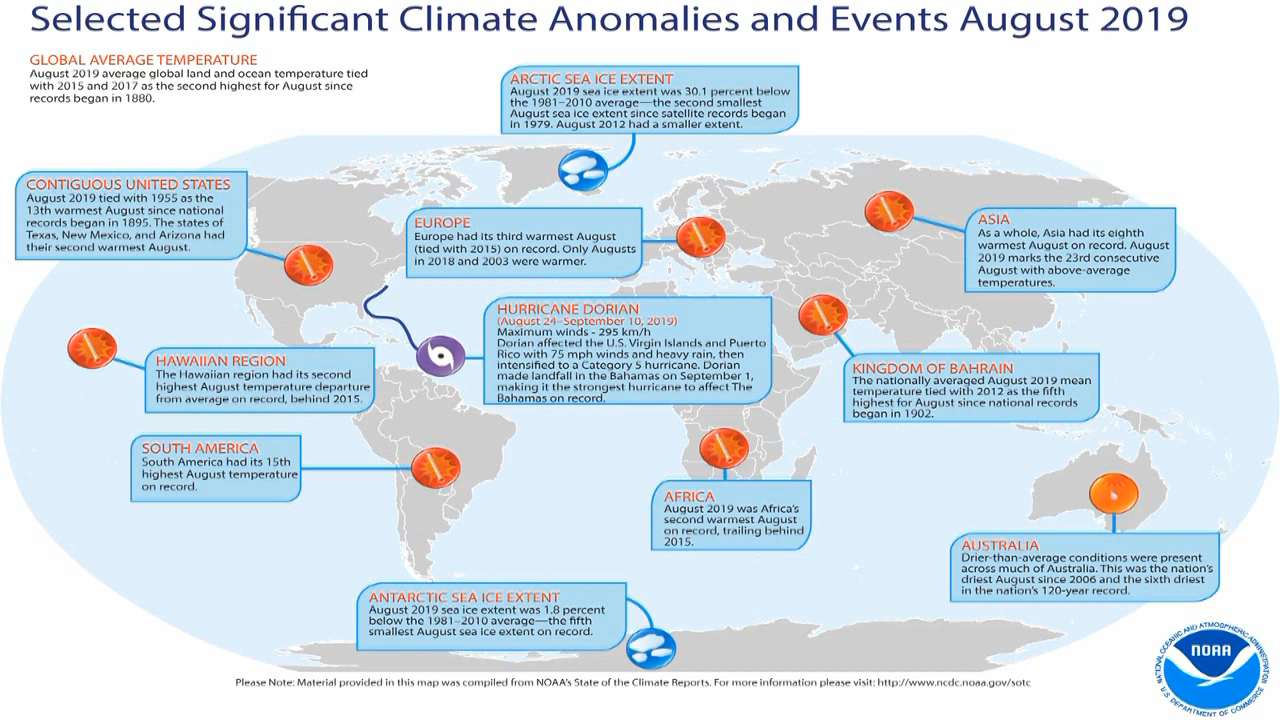 Selected Significant Climate Anomalies and Events August 2019
GLOBAL AVERAGE TEMPERATURE
August 2019 average global land and ocean temperature tied
with 2015 and 2017 as the second highest for August since
records began in 1880.
ARCTIC SEA ICE EXTENT
August 2019 sea ice extent was 30.1 percent below
the 1981–2010 average—the second smallest
August sea ice extent since satellite records began
in 1979. August 2012 had a smaller extent.
CONTIGUOUS UNITED STATES
August 2019 tied with 1955 as the
13th warmest August since national
records began in 1895. The states of
Texas, New Mexico, and Arizona had
their second warmest August.
EUROPE
Europe had its third warmest August
(tied with 2015) on record. Only Augusts
in 2018 and 2003 were warmer.
ASIA
As a whole, Asia had its eighth
warmest August on record. August
2019 marks the 23rd consecutive
August with above-average
temperatures.
HURRICANE DORIAN
(August 24–September 10, 2019)
Maximum winds - 295 km/h
Dorian affected the U.S. Virgin Islands and Puerto
Rico with 75 mph winds and heavy rain, then
intensified to a Category 5 hurricane. Dorian
made landfall in the Bahamas on September 1,
making it the strongest hurricane to affect The
Bahamas on record.
HAWAIIAN REGION
The Hawaiian region had its second
highest August temperature departure
from average on record, behind 2015.
KINGDOM OF BAHRAIN
The nationally averaged August 2019 mean
temperature tied with 2012 as the fifth
highest for August since national records
began in 1902.
SOUTH AMERICA
South America had its 15th
highest August temperature
on record.
AFRICA
August 2019 was Africa's
second warmest August
on record, trailing behind
2015.
AUSTRALIA
Drier-than-average conditions were present
across much of Australia. This was the nation's
driest August since 2006 and the sixth driest
in the nation's 120-year record.
ANTARCTIC SEA ICE EXTENT
August 2019 sea ice extent was 1.8 percent
below the 1981–2010 average—the fifth
smallest August sea ice extent on record.
NATIONAL OCEANIC AND ATMOSPHERIC ADMINISTRATION
NOAA
U.S. DEPARTMENT OF COMMERCE
Please Note: Material provided in this map was compiled from NOAA's State of the Climate Reports. For more information please visit: http://www.ncdc.noaa.gov/sotc